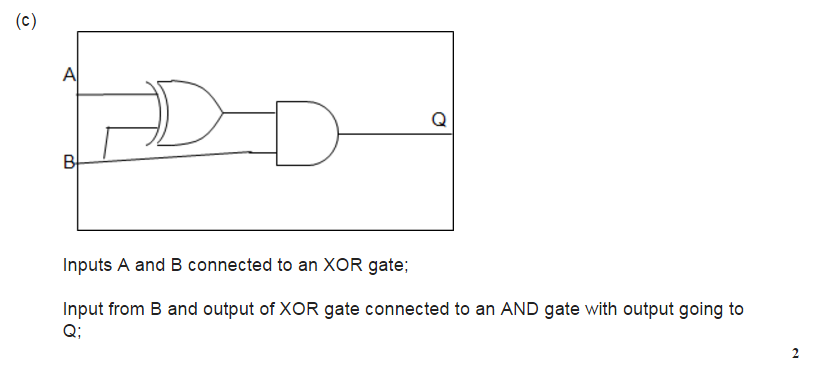 (c)
A
Q
B
Inputs A and B connected to an XOR gate;
Input from B and output of XOR gate connected to an AND gate with output going to
Q;
2